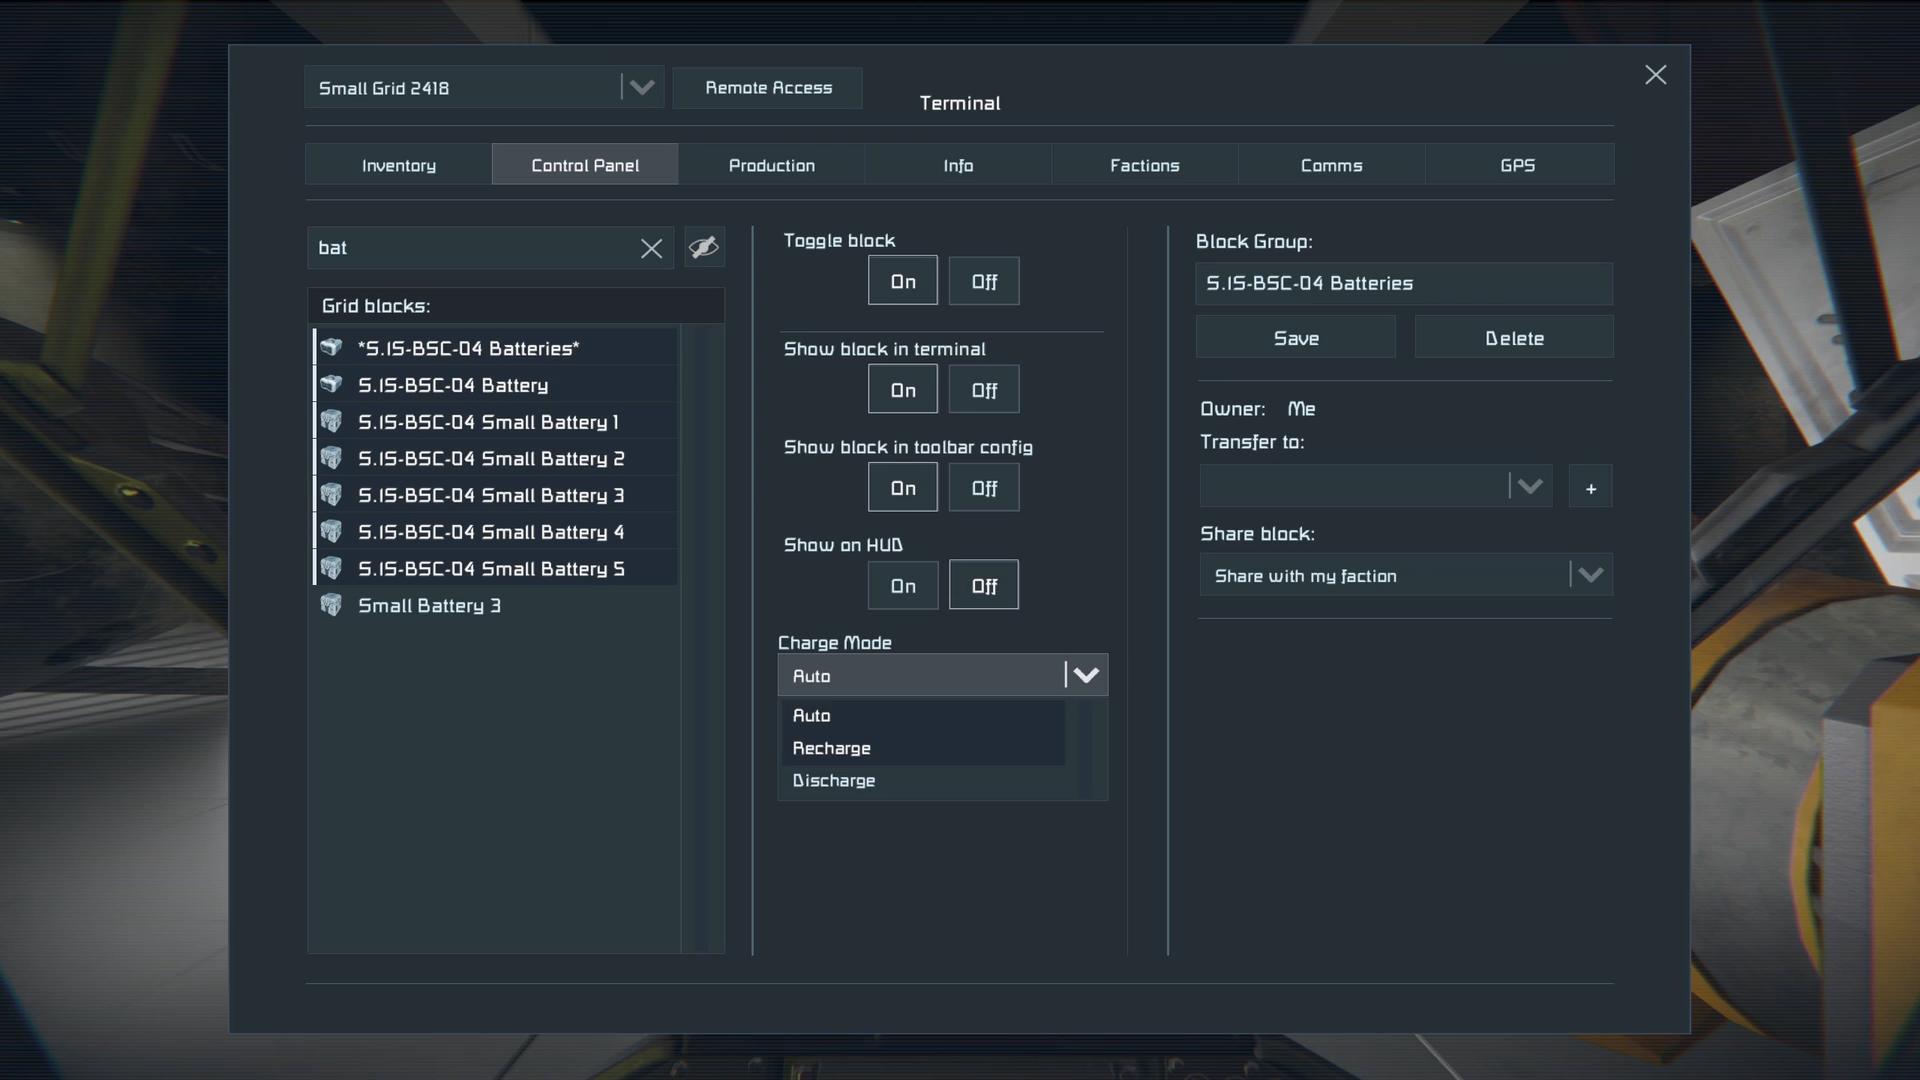 Small Grid 2418
Remote Access
Terminal
Inventory
Control Panel
Production
Info
Factions
Comms
GPS
bat
Grid blocks:
*S.IS-BSC-04 Batteries*
S.IS-BSC-04 Battery
S.IS-BSC-04 Small Battery 1
S.IS-BSC-04 Small Battery 2
S.IS-BSC-04 Small Battery 3
S.IS-BSC-04 Small Battery 4
S.IS-BSC-04 Small Battery 5
Small Battery 3
Toggle block
On
Off
Show block in terminal
On
Off
Show block in toolbar config
On
Off
Show on HUD
On
Off
Charge Mode
Auto
Auto
Recharge
Discharge
Block Group:
S.IS-BSC-04 Batteries
Save
Delete
Owner: Me
Transfer to:
+
Share block:
Share with my faction